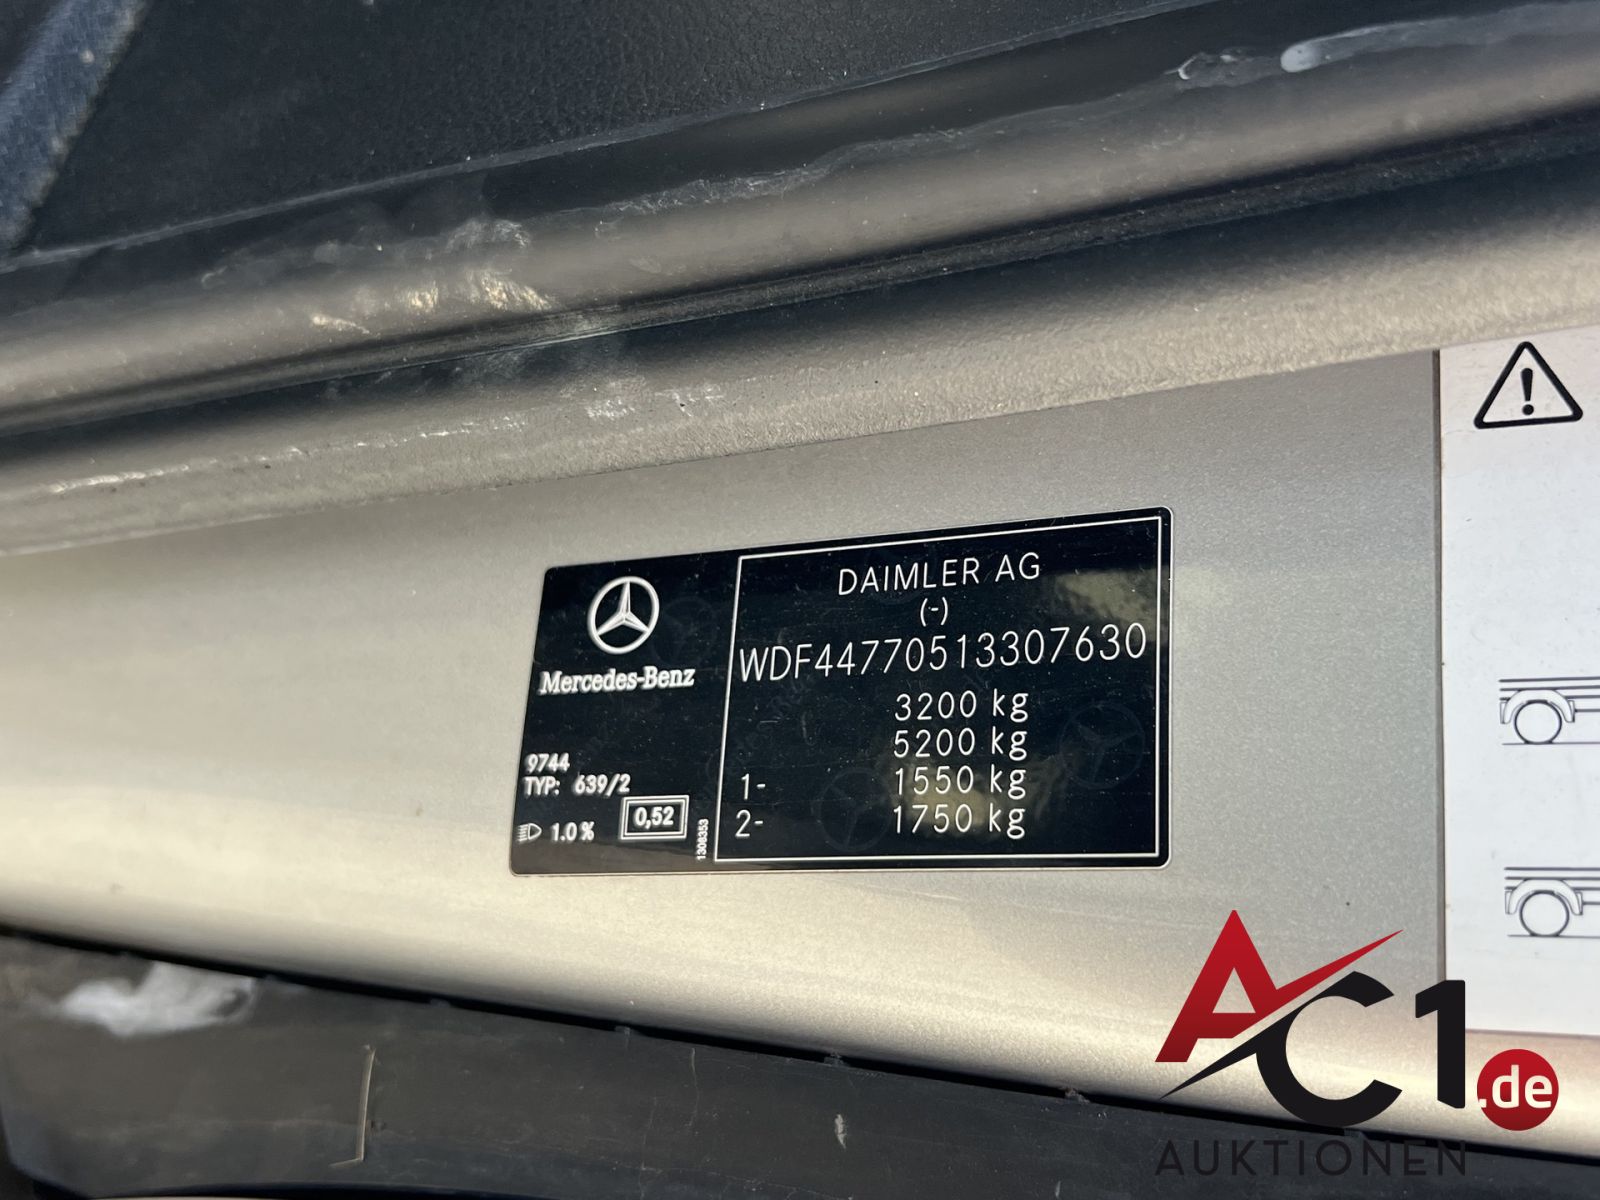 Mercedes-Benz
9744
TYP: 639/2
1.0 %
0,52
1308353
DAIMLER AG
(-)
WDF44770513307630
3200 kg
5200 kg
1- 1550 kg
2- 1750 kg
AC1.de
AUKTIONEN